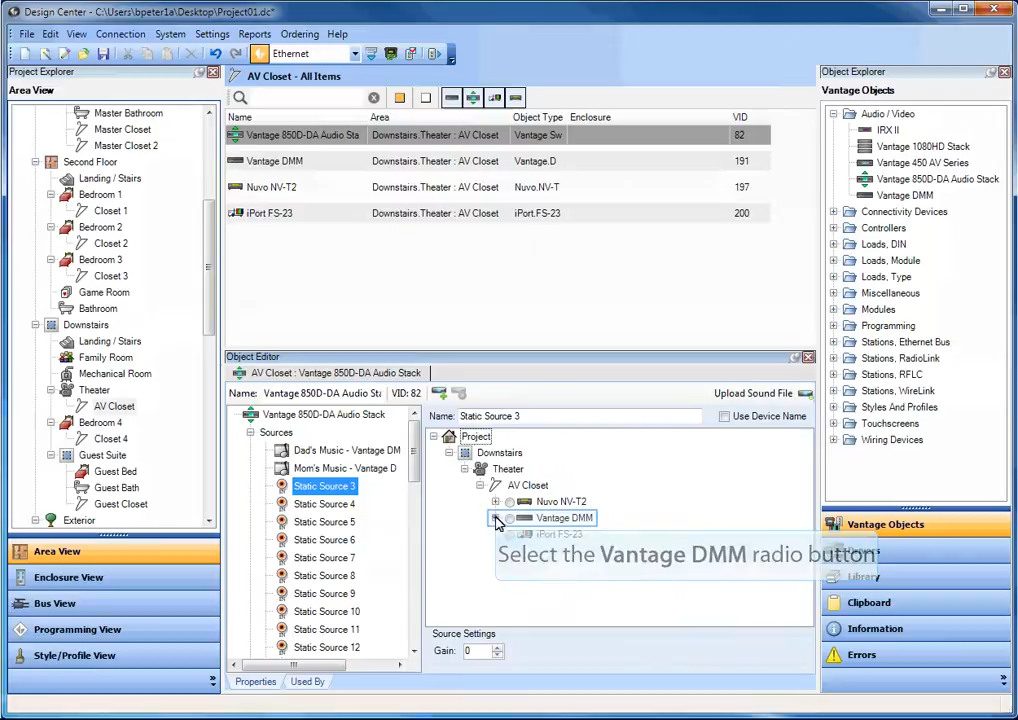 Design Center - C:\Users\bpeter1a\Desktop\Project01.dc*
File Edit View Connection System Settings Reports Ordering Help
Ethernet
Project Explorer
Area View
Master Bathroom
Master Closet
Master Closet 2
Second Floor
Landing / Stairs
Bedroom 1
Closet 1
Bedroom 2
Closet 2
Bedroom 3
Closet 3
Game Room
Bathroom
Downstairs
Landing / Stairs
Family Room
Mechanical Room
Theater
AV Closet
Bedroom 4
Closet 4
Guest Suite
Guest Bed
Guest Bath
Guest Closet
Exterior
Area View
Enclosure View
Bus View
Programming View
Style/Profile View
AV Closet - All Items
Name Area Object Type Enclosure VID
Vantage 850D-DA Audio Sta Downstairs.Theater : AV Closet Vantage Sw 82
Vantage DMM Downstairs.Theater : AV Closet Vantage.D 191
Nuvo NV-T2 Downstairs.Theater : AV Closet Nuvo.NV-T 197
iPort FS-23 Downstairs.Theater : AV Closet iPort.FS-23 200
Object Editor
AV Closet : Vantage 850D-DA Audio Stack
Name: Vantage 850D-DA Audio Sta VID: 82 Upload Sound File
Vantage 850D-DA Audio Stack
Sources
Dad's Music - Vantage DM
Mom's Music - Vantage D
Static Source 3
Static Source 4
Static Source 5
Static Source 6
Static Source 7
Static Source 8
Static Source 9
Static Source 10
Static Source 11
Static Source 12
Name: Static Source 3 Use Device Name
Project
Downstairs
Theater
AV Closet
Nuvo NV-T2
Vantage DMM
iPort FS-23
Select the Vantage DMM radio button
Source Settings
Gain: 0
Properties Used By
Object Explorer
Vantage Objects
Audio / Video
IRX II
Vantage 1080HD Stack
Vantage 450 AV Series
Vantage 850D-DA Audio Stack
Vantage DMM
Connectivity Devices
Controllers
Loads, DIN
Loads, Module
Loads, Type
Miscellaneous
Modules
Programming
Stations, Ethernet Bus
Stations, RadioLink
Stations, RFLC
Stations, WireLink
Styles And Profiles
Touchscreens
Wiring Devices
Vantage Objects
Drivers
Library
Clipboard
Information
Errors